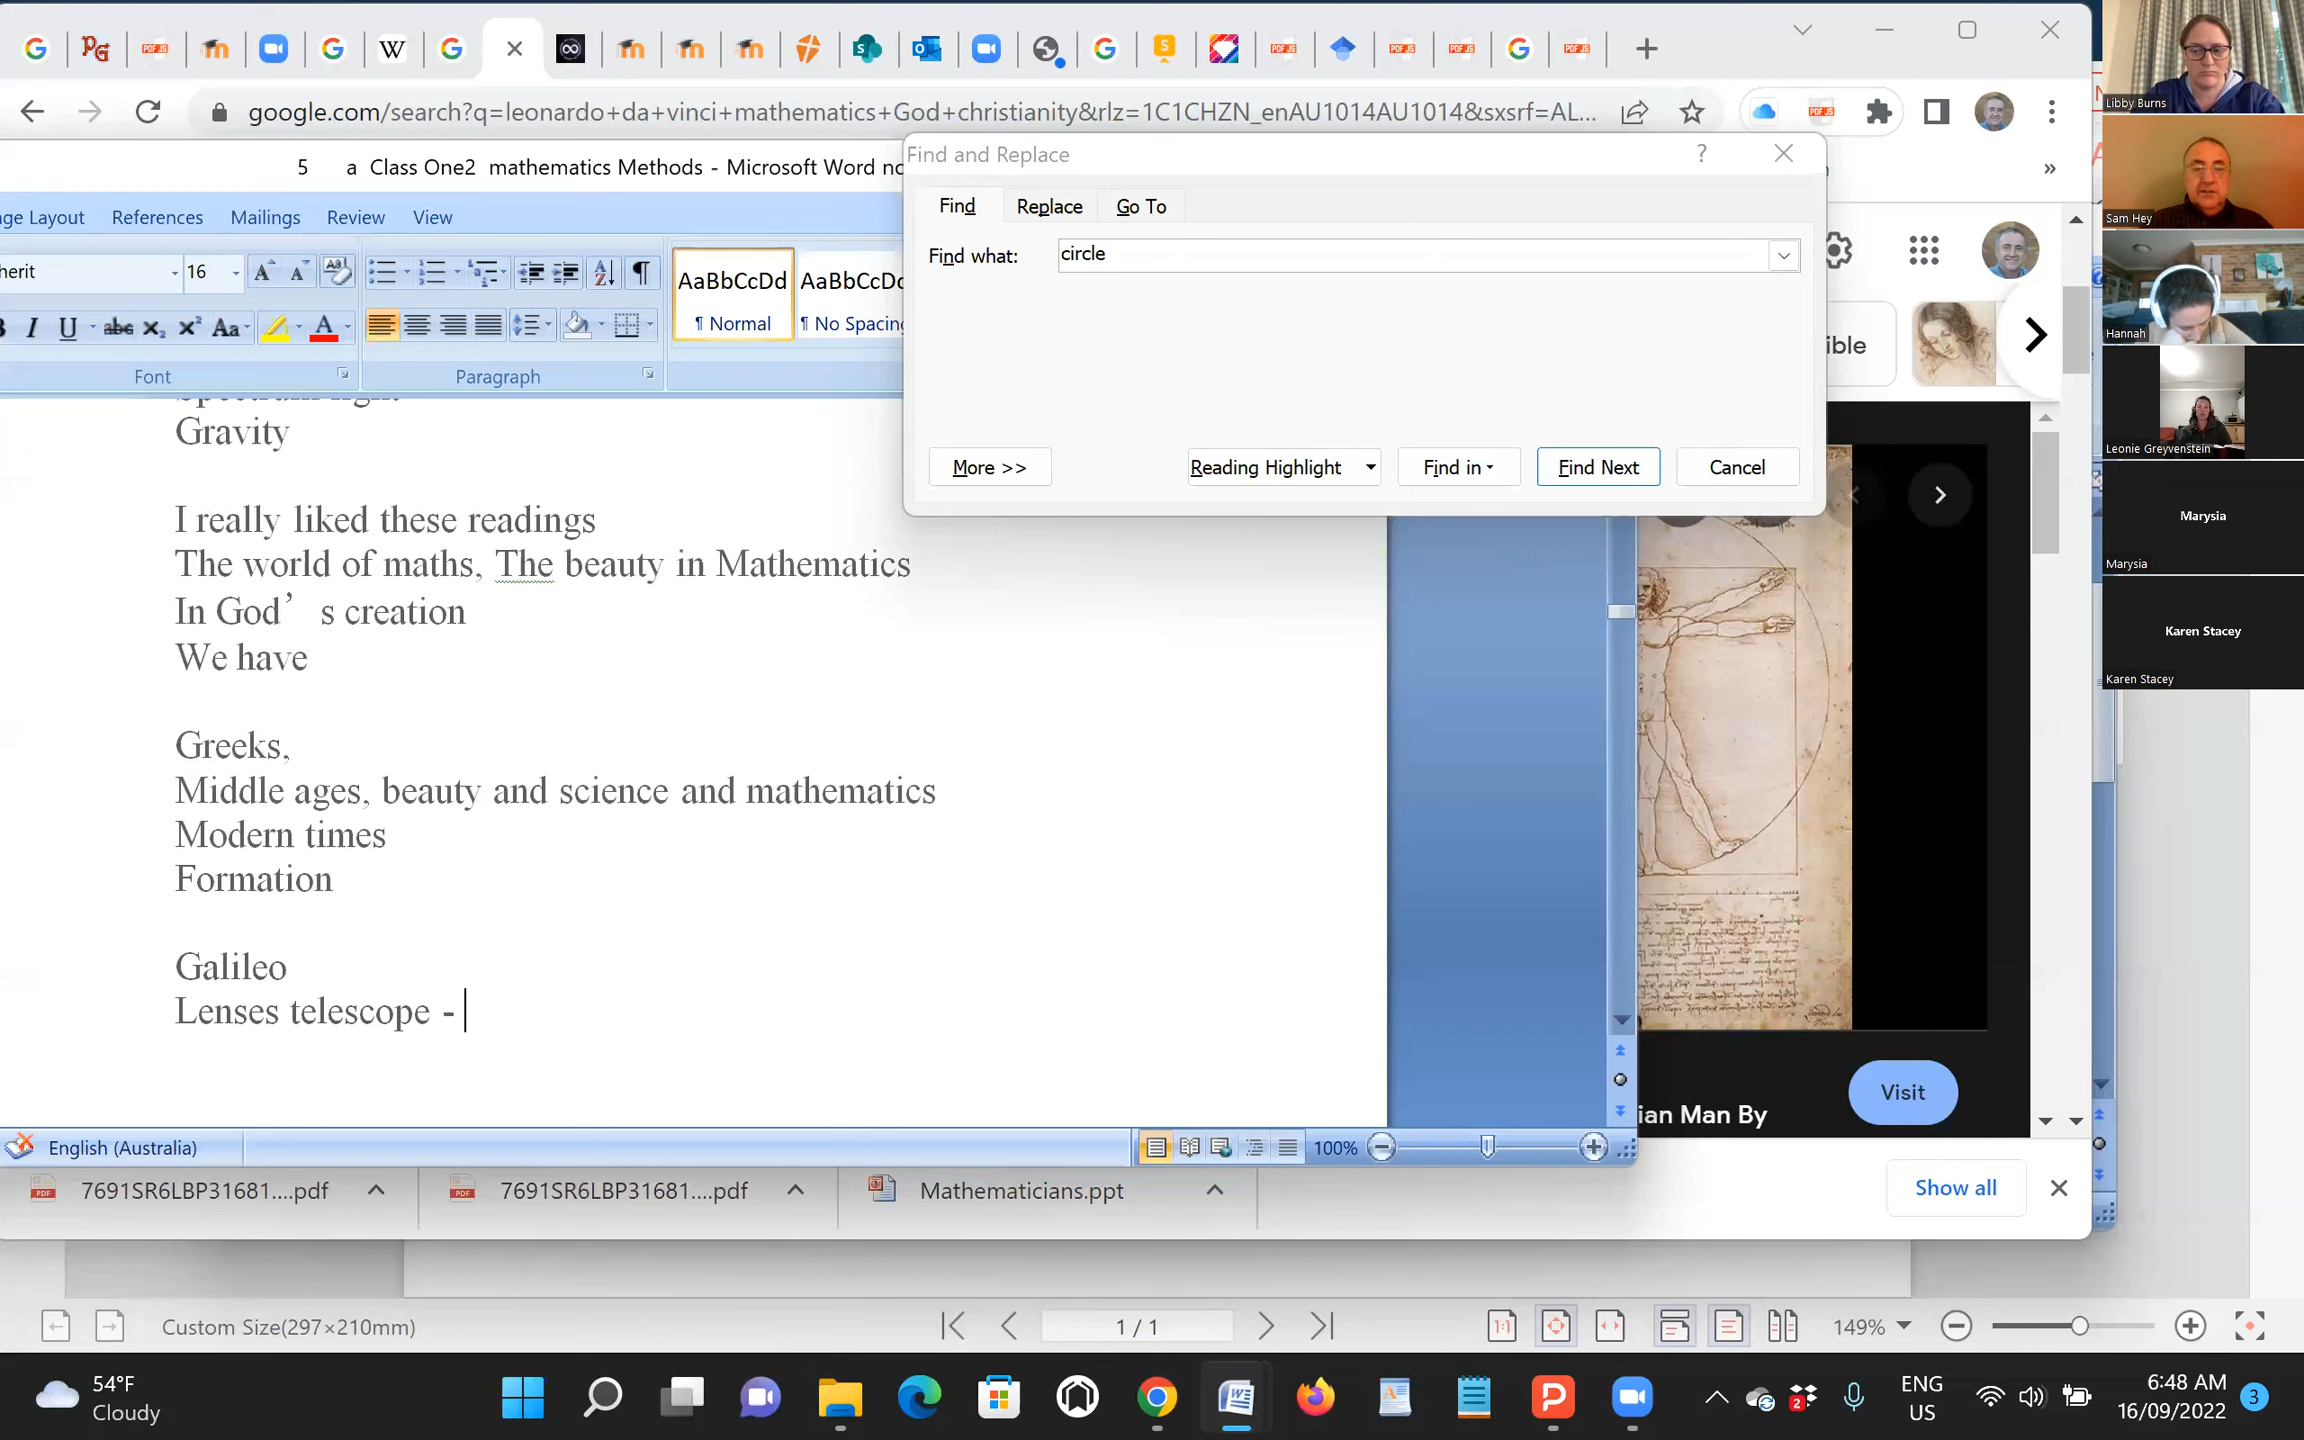 google.com/search?q=leonardo+da+vinci+mathematics+God+christianity&rlz=1C1CHZN_enAU1014AU1014&sxsrf=AL...
5 a Class One2 mathematics Methods - Microsoft Word
ge Layout References Mailings Review View
herit 16
AaBbCcDd AaBbCcDd
¶ Normal ¶ No Spacing
Font Paragraph
Find and Replace
Find Replace Go To
Find what: circle
More >> Reading Highlight Find in Find Next Cancel
ible
Gravity
I really liked these readings
The world of maths, The beauty in Mathematics
In God’s creation
We have
Greeks,
Middle ages, beauty and science and mathematics
Modern times
Formation
Galileo
Lenses telescope -
ian Man By
Visit
English (Australia) 100%
7691SR6LBP31681....pdf 7691SR6LBP31681....pdf Mathematicians.ppt
Show all
Custom Size(297×210mm) 1 / 1 149%
54°F
Cloudy
ENG
US
6:48 AM
16/09/2022
3
2
Libby Burns
Sam Hey
Hannah
Leonie Greyvenstein
Marysia
Marysia
Karen Stacey
Karen Stacey